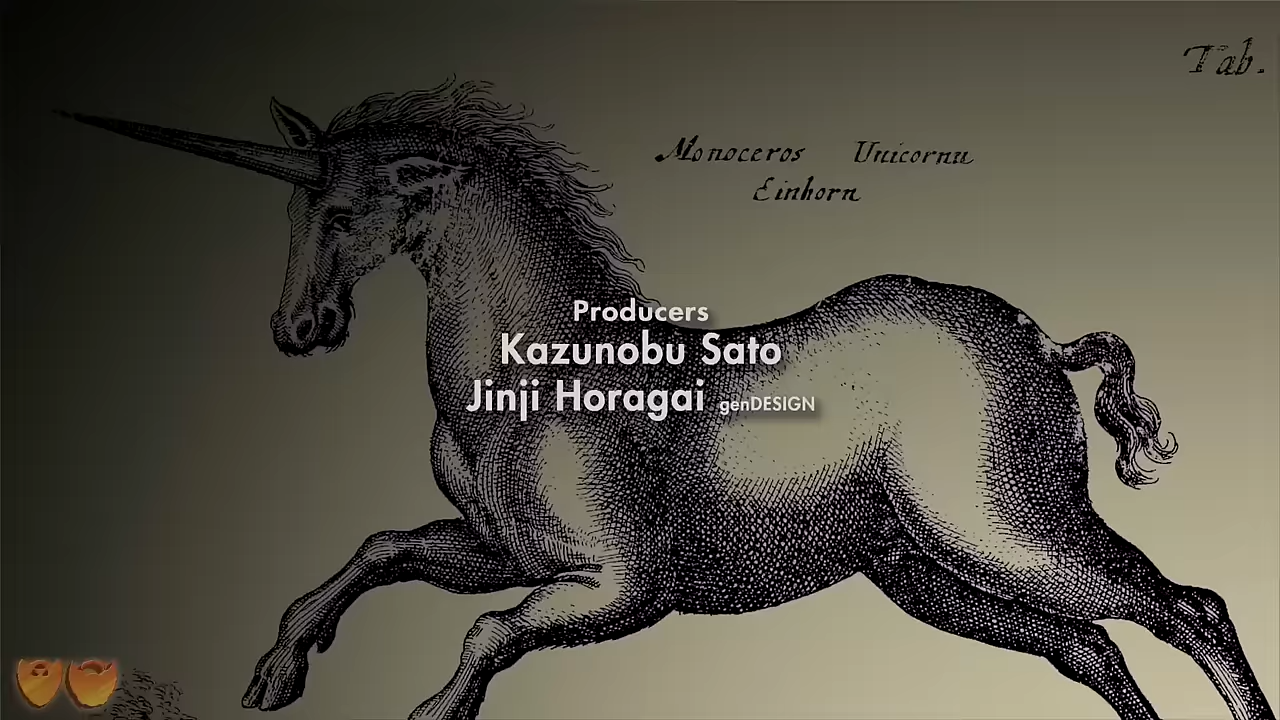 Tab.
Monoceros Unicornu
Einhorn
Producers
Kazunobu Sato
Jinji Horagai genDESIGN